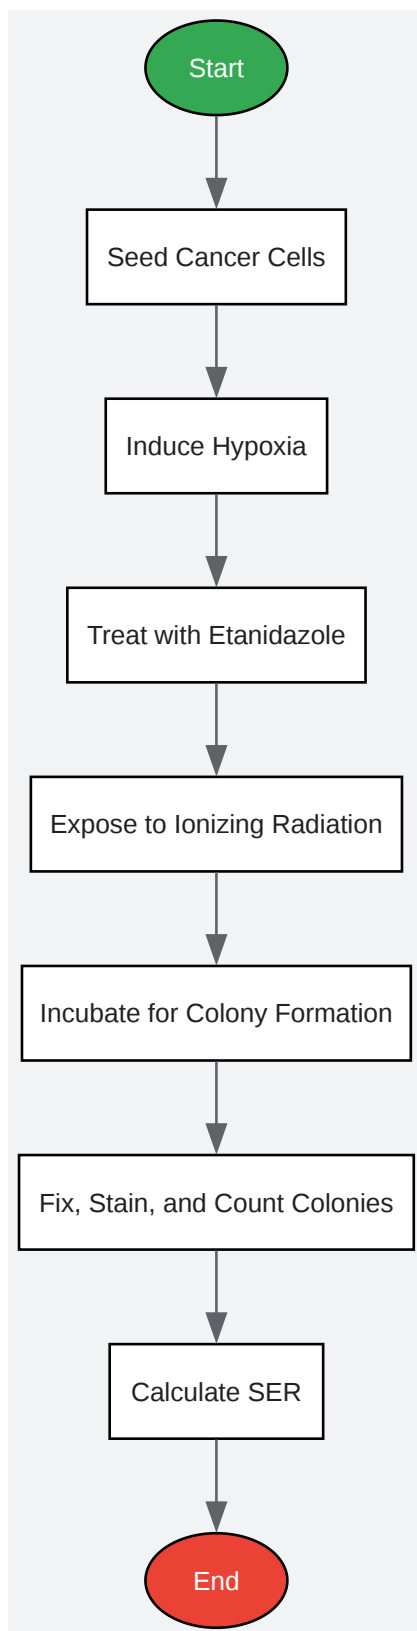 Start
Seed Cancer Cells
Induce Hypoxia
Treat with Etanidazole
Expose to Ionizing Radiation
Incubate for Colony Formation
Fix, Stain, and Count Colonies
Calculate SER
End